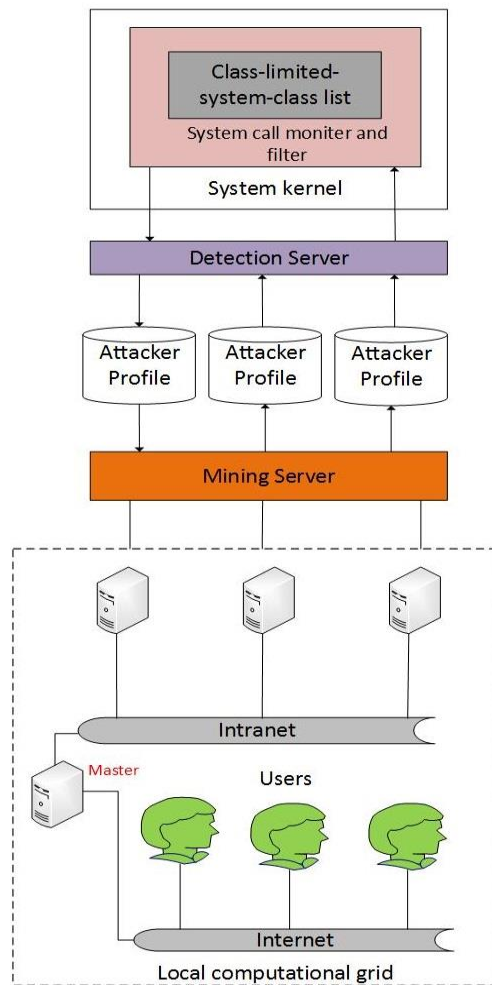 Class-limited-
system-class list
System call moniter and
filter
System kernel
Detection Server
Attacker
Profile
Attacker
Profile
Attacker
Profile
Mining Server
Intranet
Master
Users
Internet
Local computational grid